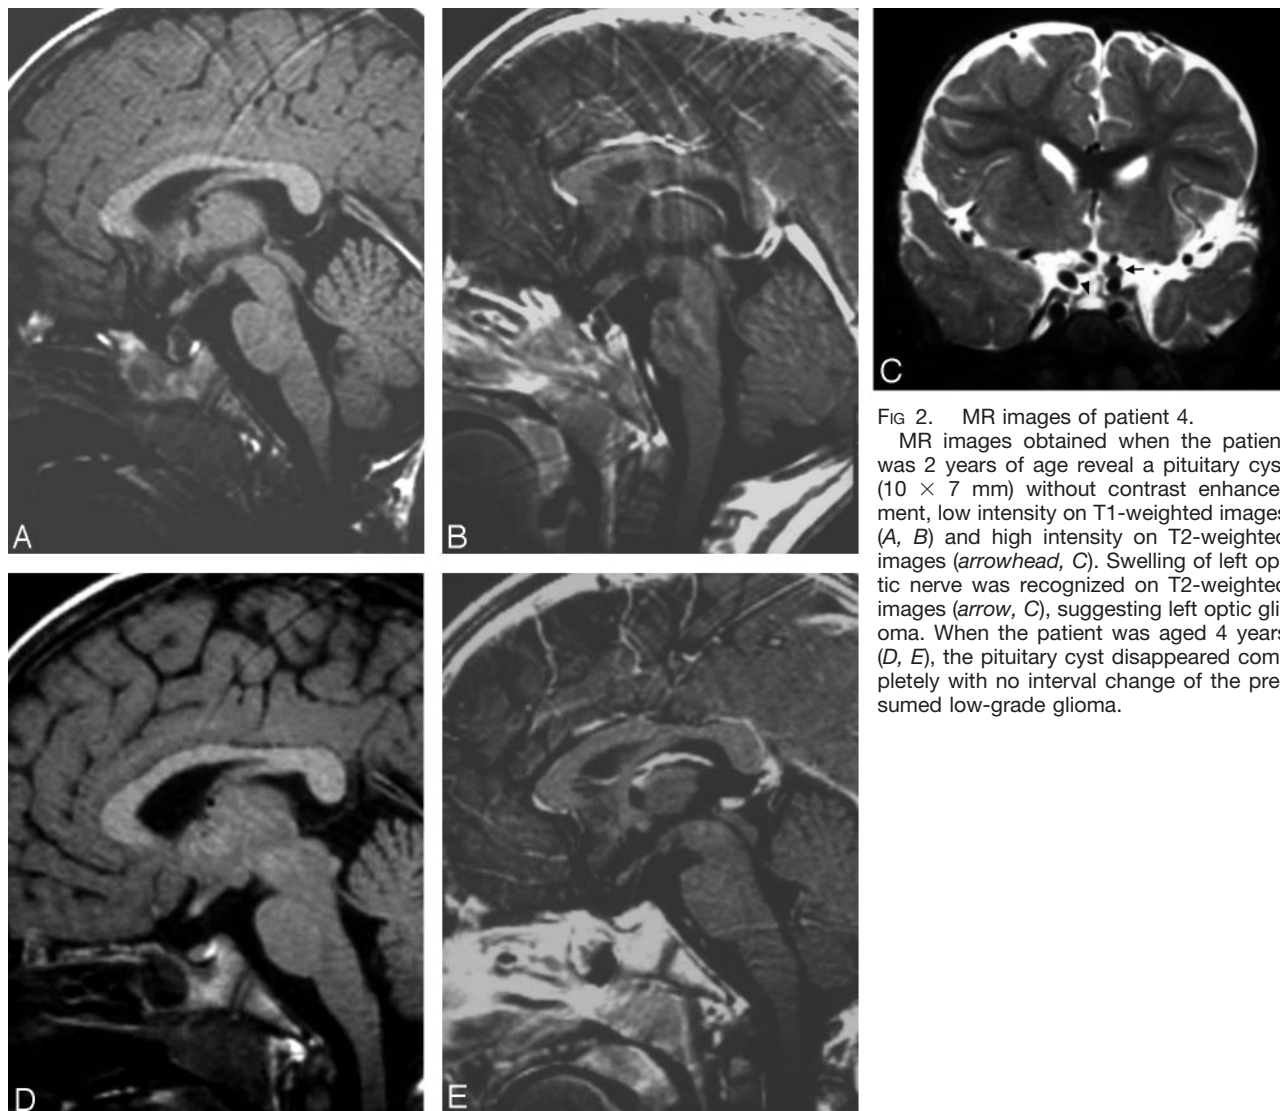 A
B
C
FIG 2. MR images of patient 4.
MR images obtained when the patien
was 2 years of age reveal a pituitary cys
(10 × 7 mm) without contrast enhance
ment, low intensity on T1-weighted images
(A, B) and high intensity on T2-weighted
images (arrowhead, C). Swelling of left op-
tic nerve was recognized on T2-weighted
images (arrow, C), suggesting left optic gli
oma. When the patient was aged 4 years
(D, E), the pituitary cyst disappeared com-
pletely with no interval change of the pre-
sumed low-grade glioma.
D
E